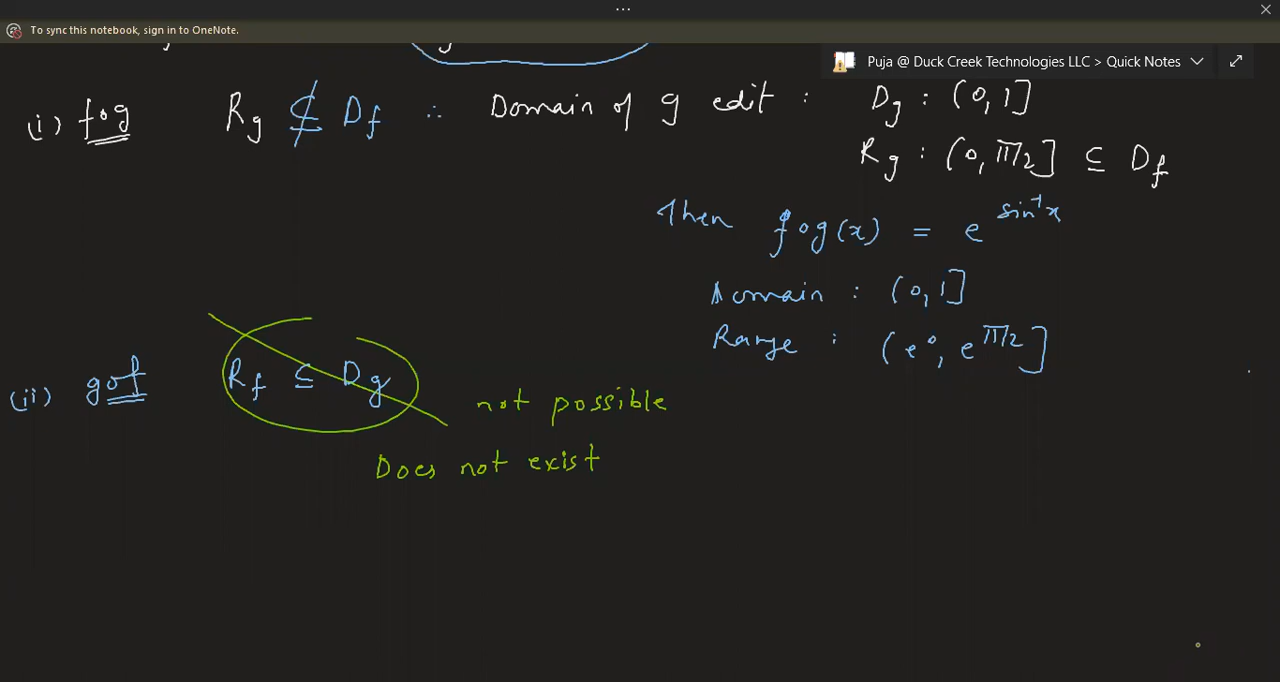 To sync this notebook, sign in to OneNote.
Puja @ Duck Creek Technologies LLC > Quick Notes
(i) fog Rg ⊈ Df ∴ Domain of g edit : Dg : (0, 1]
Rg : (0, π/2] ⊆ Df
then fog(x) = e^sin⁻¹x
Domain : (0, 1]
Range : (e⁰, e^π/2]
(ii) gof Rf ⊆ Dg not possible
Does not exist